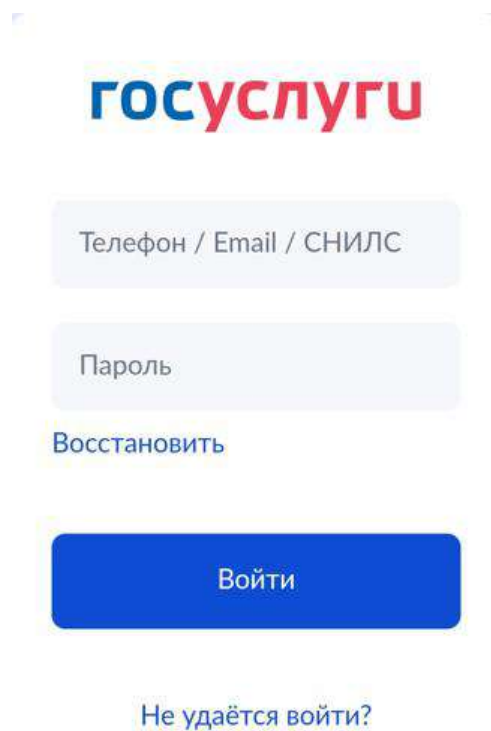 госуслуги
Телефон / Email / СНИЛС
Пароль
Восстановить
Войти
Не удаётся войти?